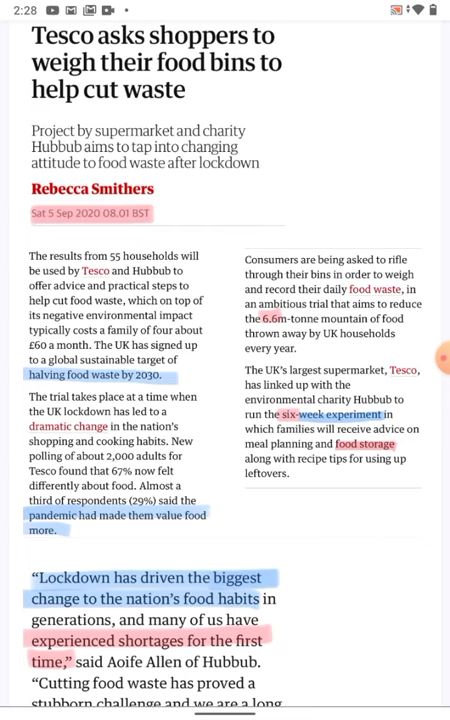 2:28
Tesco asks shoppers to
weigh their food bins to
help cut waste
Project by supermarket and charity
Hubbub aims to tap into changing
attitude to food waste after lockdown
Rebecca Smithers
Sat 5 Sep 2020 08.01 BST
The results from 55 households will
be used by Tesco and Hubbub to
offer advice and practical steps to
help cut food waste, which on top of
its negative environmental impact
typically costs a family of four about
£60 a month. The UK has signed up
to a global sustainable target of
halving food waste by 2030.
The trial takes place at a time when
the UK lockdown has led to a
dramatic change in the nation's
shopping and cooking habits. New
polling of about 2,000 adults for
Tesco found that 67% now felt
differently about food. Almost a
third of respondents (29%) said the
pandemic had made them value food
more.
Consumers are being asked to rifle
through their bins in order to weigh
and record their daily food waste, in
an ambitious trial that aims to reduce
the 6.6m-tonne mountain of food
thrown away by UK households
every year.
The UK's largest supermarket, Tesco,
has linked up with the
environmental charity Hubbub to
run the six-week experiment in
which families will receive advice on
meal planning and food storage
along with recipe tips for using up
leftovers.
“Lockdown has driven the biggest
change to the nation's food habits in
generations, and many of us have
experienced shortages for the first
time,” said Aoife Allen of Hubbub.
“Cutting food waste has proved a
stubborn challenge and we are a long